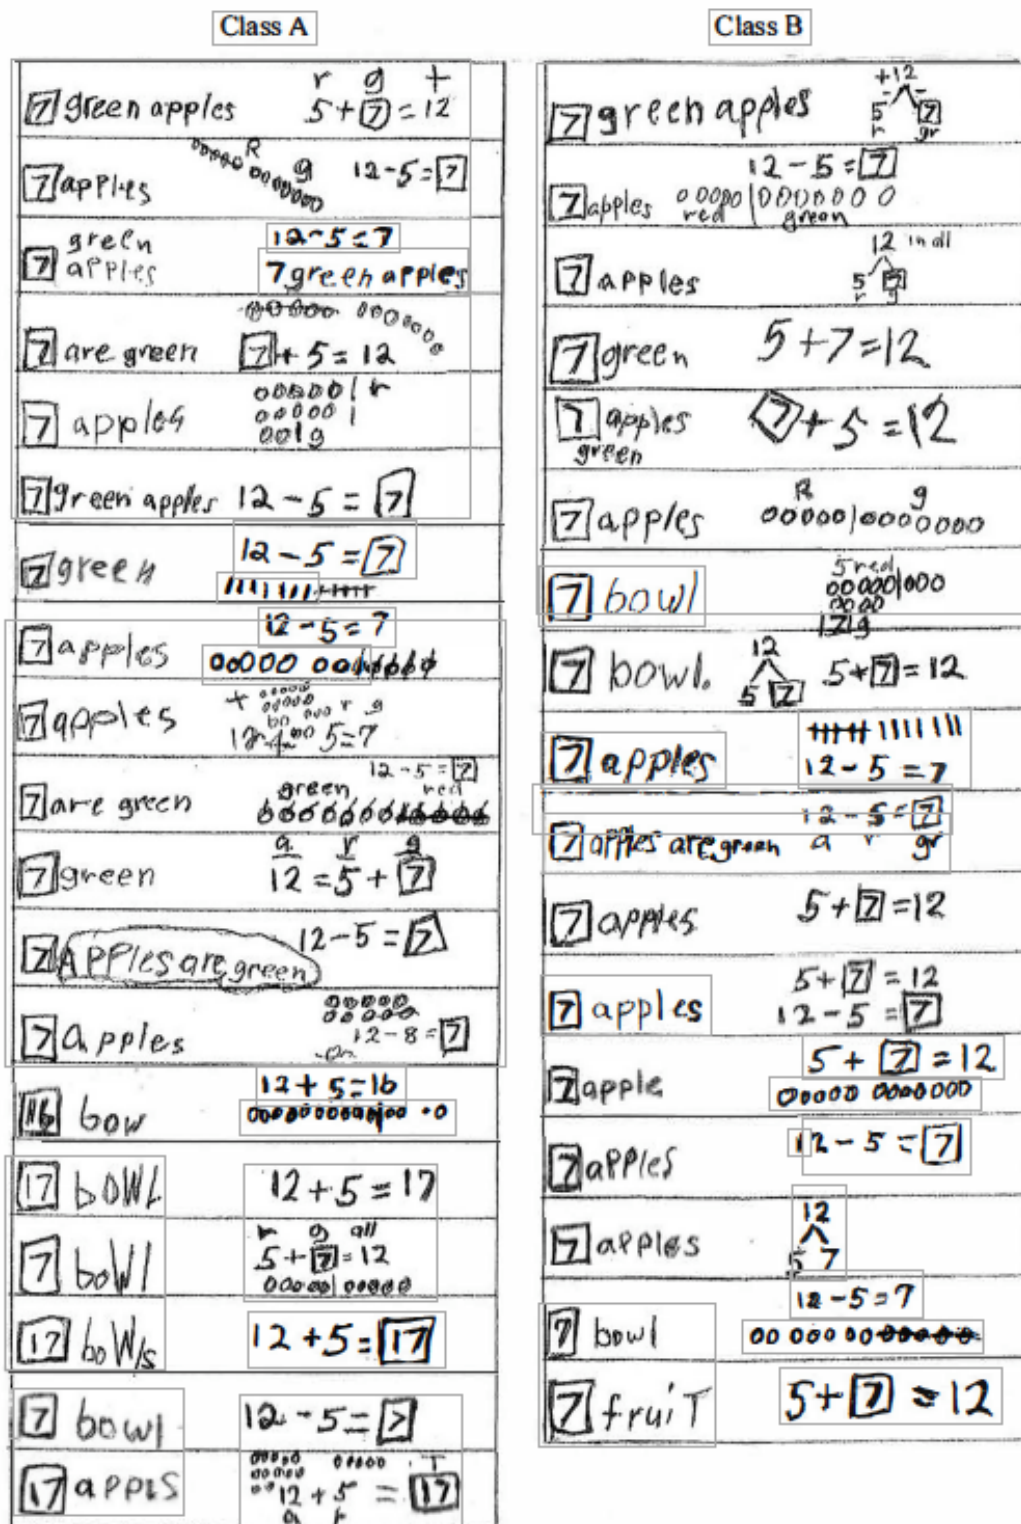 Class A
r g t
7 green apples 5 + 7 = 12
R g
7 apples 12 - 5 = 7
green
7 apples
12 - 5 = 7
7 green apples
7 are green 7 + 5 = 12
r
7 apples
g
7 green apples 12 - 5 = 7
7 green 12 - 5 = 7
7 apples 12 - 5 = 7
r g
7 apples 5 = 7
12 - 5 = 7
green red
7 are green
a r g
7 green 12 = 5 + 7
7 Apples are green 12 - 5 = 7
7 apples 12 - 8 = 7
12 + 5 = 16
16 bow
17 bowl 12 + 5 = 17
r g all
7 bowl 5 + 7 = 12
17 bowls 12 + 5 = 17
7 bowl 12 - 5 = 7
T
17 appls 12 + 5 = 17
Class B
+12
7 green apples 5 7
r gr
12 - 5 = 7
7 apples
red green
12 in all
7 apples 5 7
r g
7 green 5 + 7 = 12
7 apples 7 + 5 = 12
green
R g
7 apples
5 red
7 bowl
7 g
12
7 bowl. 5 7 5 + 7 = 12
7 apples 12 - 5 = 7
12 - 5 = 7
7 apples are green a r gr
7 apples 5 + 7 = 12
5 + 7 = 12
7 apples 12 - 5 = 7
5 + 7 = 12
7 apple
7 apples 12 - 5 = 7
12
7 apples 5 7
12 - 5 = 7
7 bowl
7 fruiT 5 + 7 = 12